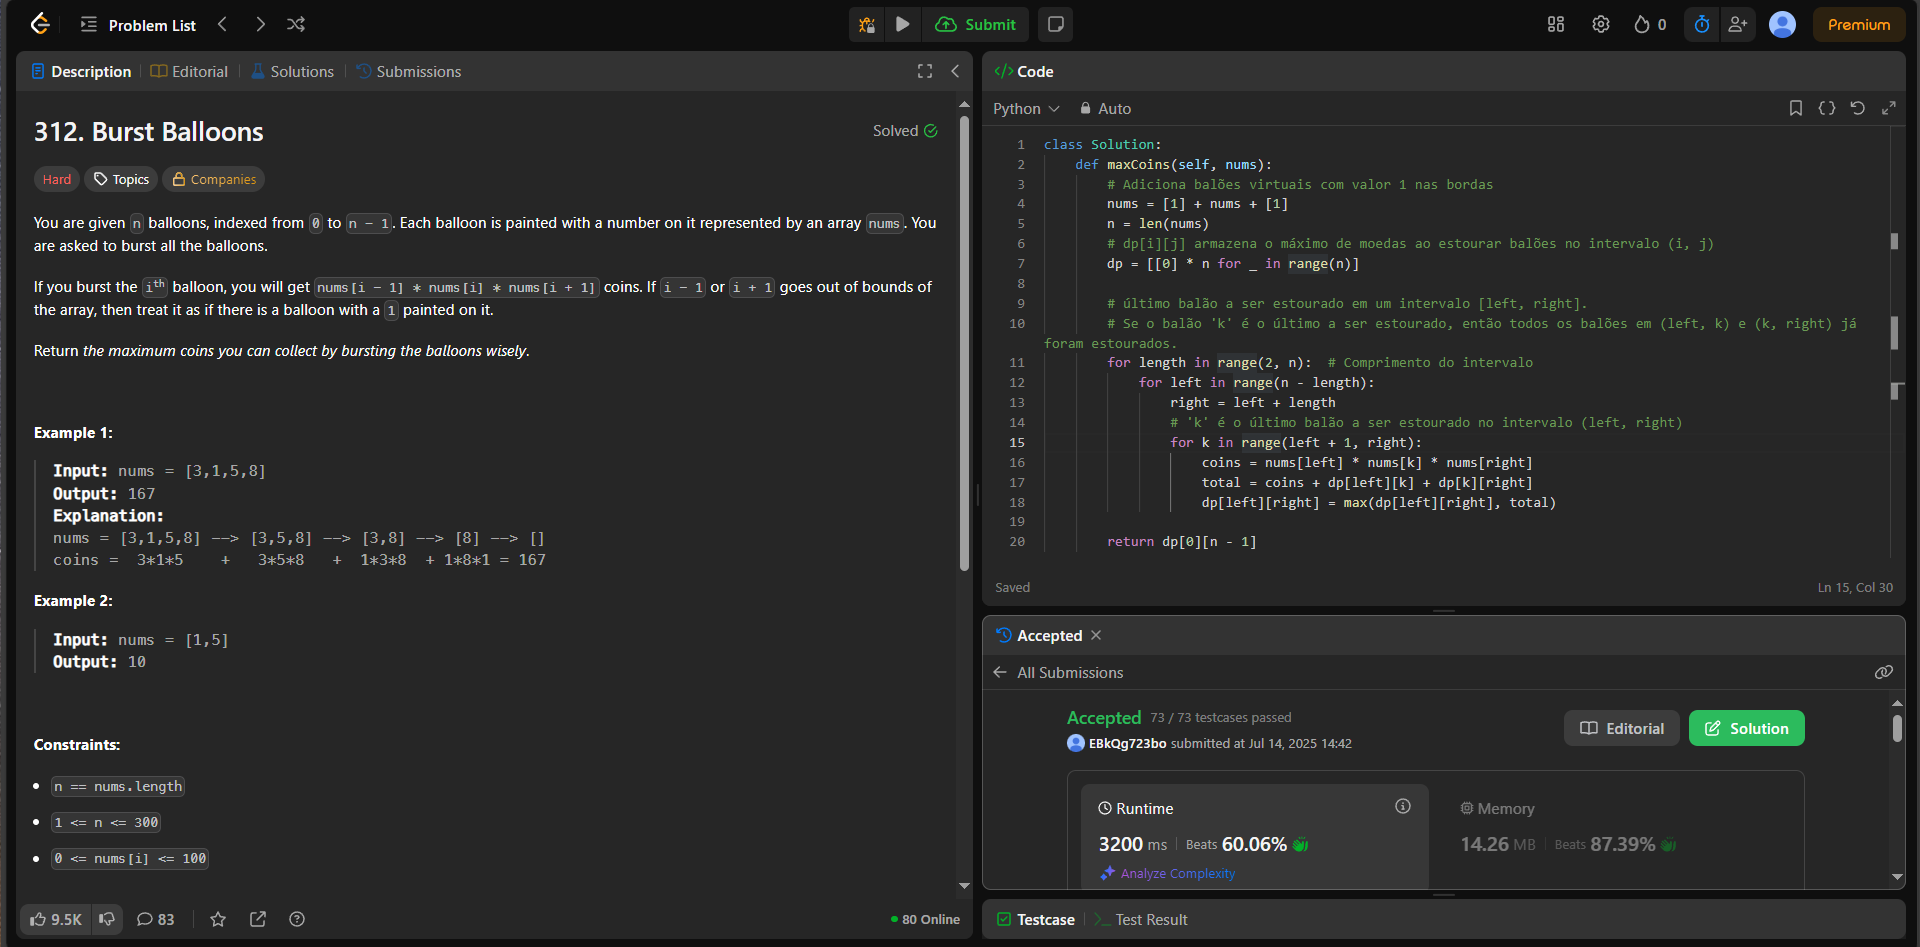 Problem List
Submit
0
Premium
Description
Editorial
Solutions
Submissions
312. Burst Balloons
Solved
Hard
Topics
Companies
You are given n balloons, indexed from 0 to n - 1. Each balloon is painted with a number on it represented by an array nums. You
are asked to burst all the balloons.
If you burst the ith balloon, you will get nums[i - 1] * nums[i] * nums[i + 1] coins. If i - 1 or i + 1 goes out of bounds of
the array, then treat it as if there is a balloon with a 1 painted on it.
Return the maximum coins you can collect by bursting the balloons wisely.
Example 1:
Input: nums = [3,1,5,8]
Output: 167
Explanation:
nums = [3,1,5,8] --> [3,5,8] --> [3,8] --> [8] --> []
coins =  3*1*5    +   3*5*8   +  1*3*8  + 1*8*1 = 167
Example 2:
Input: nums = [1,5]
Output: 10
Constraints:
n == nums.length
1 <= n <= 300
0 <= nums[i] <= 100
9.5K
83
80 Online
Code
Python
Auto
1 class Solution:
2     def maxCoins(self, nums):
3         # Adiciona balões virtuais com valor 1 nas bordas
4         nums = [1] + nums + [1]
5         n = len(nums)
6         # dp[i][j] armazena o máximo de moedas ao estourar balões no intervalo (i, j)
7         dp = [[0] * n for _ in range(n)]
8
9         # último balão a ser estourado em um intervalo [left, right].
10         # Se o balão 'k' é o último a ser estourado, então todos os balões em (left, k) e (k, right) já
foram estourados.
11         for length in range(2, n):  # Comprimento do intervalo
12             for left in range(n - length):
13                 right = left + length
14                 # 'k' é o último balão a ser estourado no intervalo (left, right)
15                 for k in range(left + 1, right):
16                     coins = nums[left] * nums[k] * nums[right]
17                     total = coins + dp[left][k] + dp[k][right]
18                     dp[left][right] = max(dp[left][right], total)
19
20         return dp[0][n - 1]
Saved
Ln 15, Col 30
Accepted
All Submissions
Accepted 73 / 73 testcases passed
EBkQg723bo submitted at Jul 14, 2025 14:42
Editorial
Solution
Runtime
3200 ms | Beats 60.06%
Analyze Complexity
Memory
14.26 MB | Beats 87.39%
Testcase
Test Result